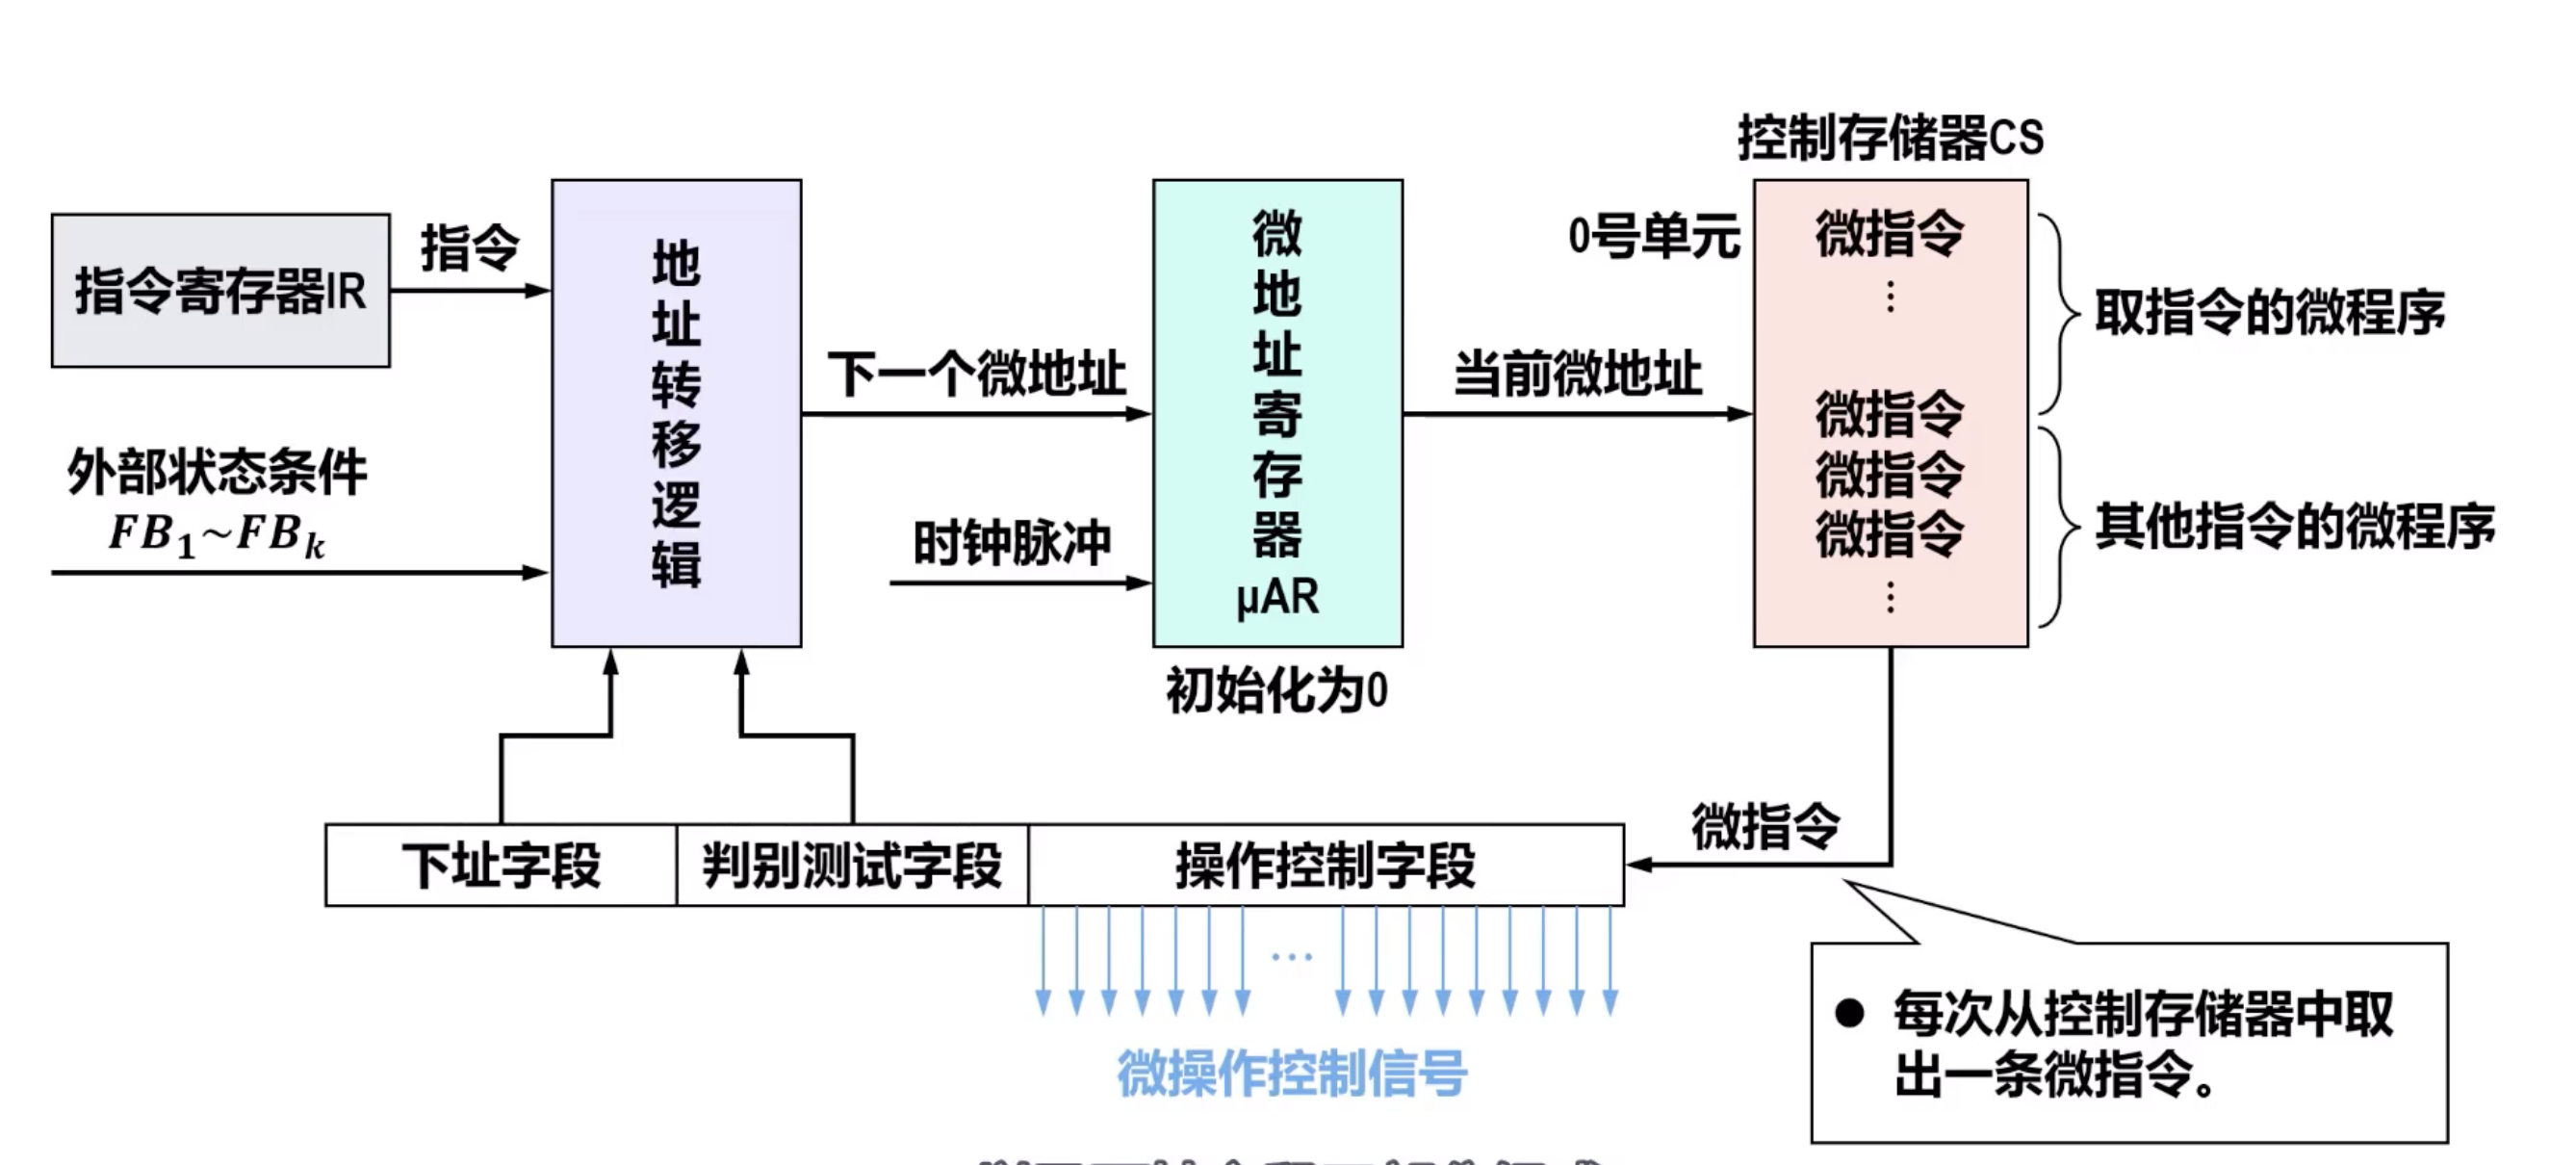 控制存储器CS
指令寄存器IR
指令
外部状态条件
FB₁~FBₖ
地址转移逻辑
下一个微地址
时钟脉冲
微地址寄存器μAR
初始化为0
当前微地址
0号单元
微指令
⋮
微指令
微指令
微指令
⋮
取指令的微程序
其他指令的微程序
微指令
下址字段
判别测试字段
操作控制字段
...
微操作控制信号
● 每次从控制存储器中取
出一条微指令。